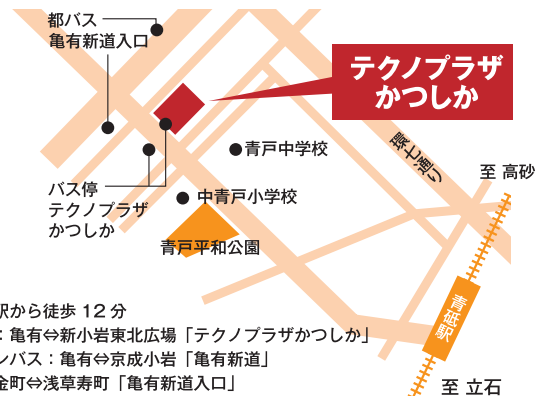 都バス
亀有新道入口
テクノプラザ
かつしか
環七通り
至 高砂
青戸中学校
バス停
テクノプラザ
かつしか
中青戸小学校
青戸平和公園
青砥駅
駅から徒歩 12 分
：亀有⇔新小岩東北広場「テクノプラザかつしか」
ンバス：亀有⇔京成小岩「亀有新道」
金町⇔浅草寿町「亀有新道入口」
至 立石